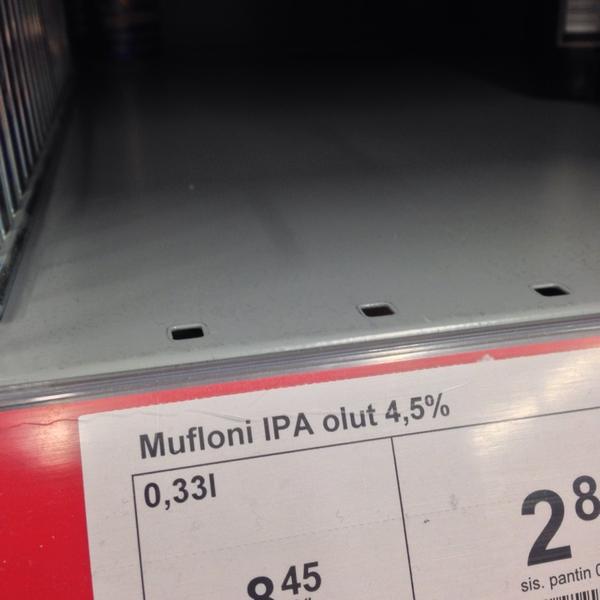 Mufloni IPA olut 4,5%
0,33l
8 45
2 8
sis. pantin